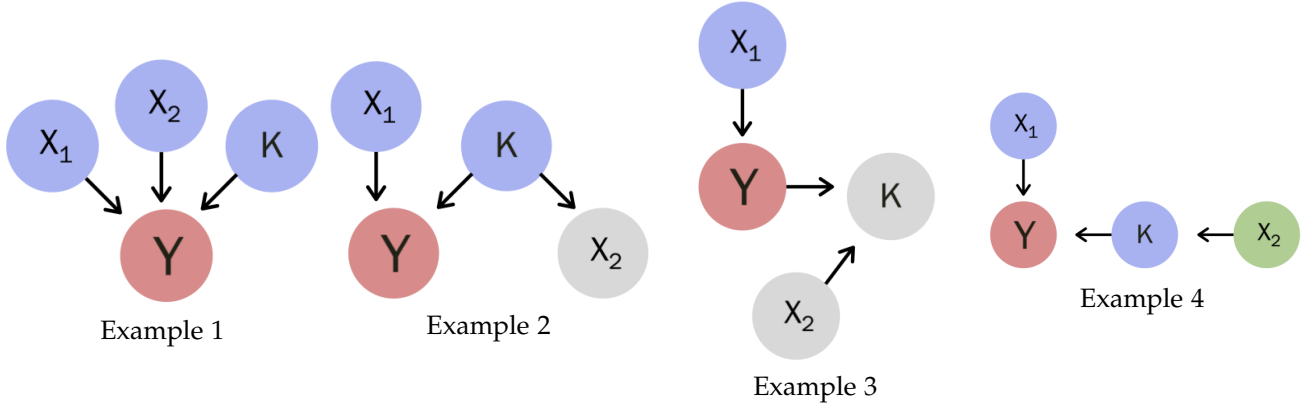 X₁
X₂
K
Y
Example 1
X₁
K
Y
X₂
Example 2
X₁
Y
K
X₂
Example 3
X₁
Y
K
X₂
Example 4